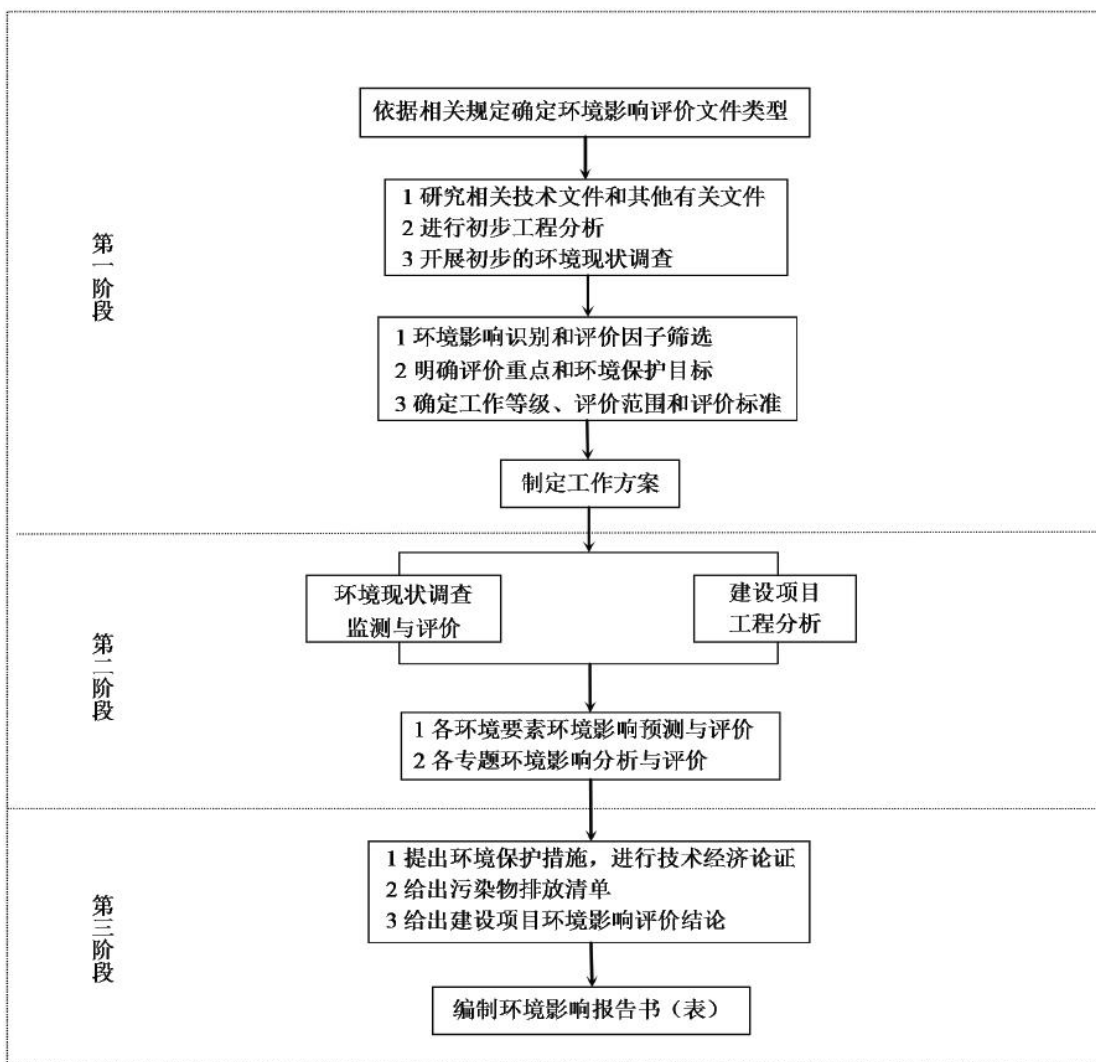 依据相关规定确定环境影响评价文件类型
第一阶段
1 研究相关技术文件和其他有关文件
2 进行初步工程分析
3 开展初步的环境现状调查
1 环境影响识别和评价因子筛选
2 明确评价重点和环境保护目标
3 确定工作等级、评价范围和评价标准
制定工作方案
第二阶段
环境现状调查
监测与评价
建设项目
工程分析
1 各环境要素环境影响预测与评价
2 各专题环境影响分析与评价
第三阶段
1 提出环境保护措施，进行技术经济论证
2 给出污染物排放清单
3 给出建设项目环境影响评价结论
编制环境影响报告书（表）